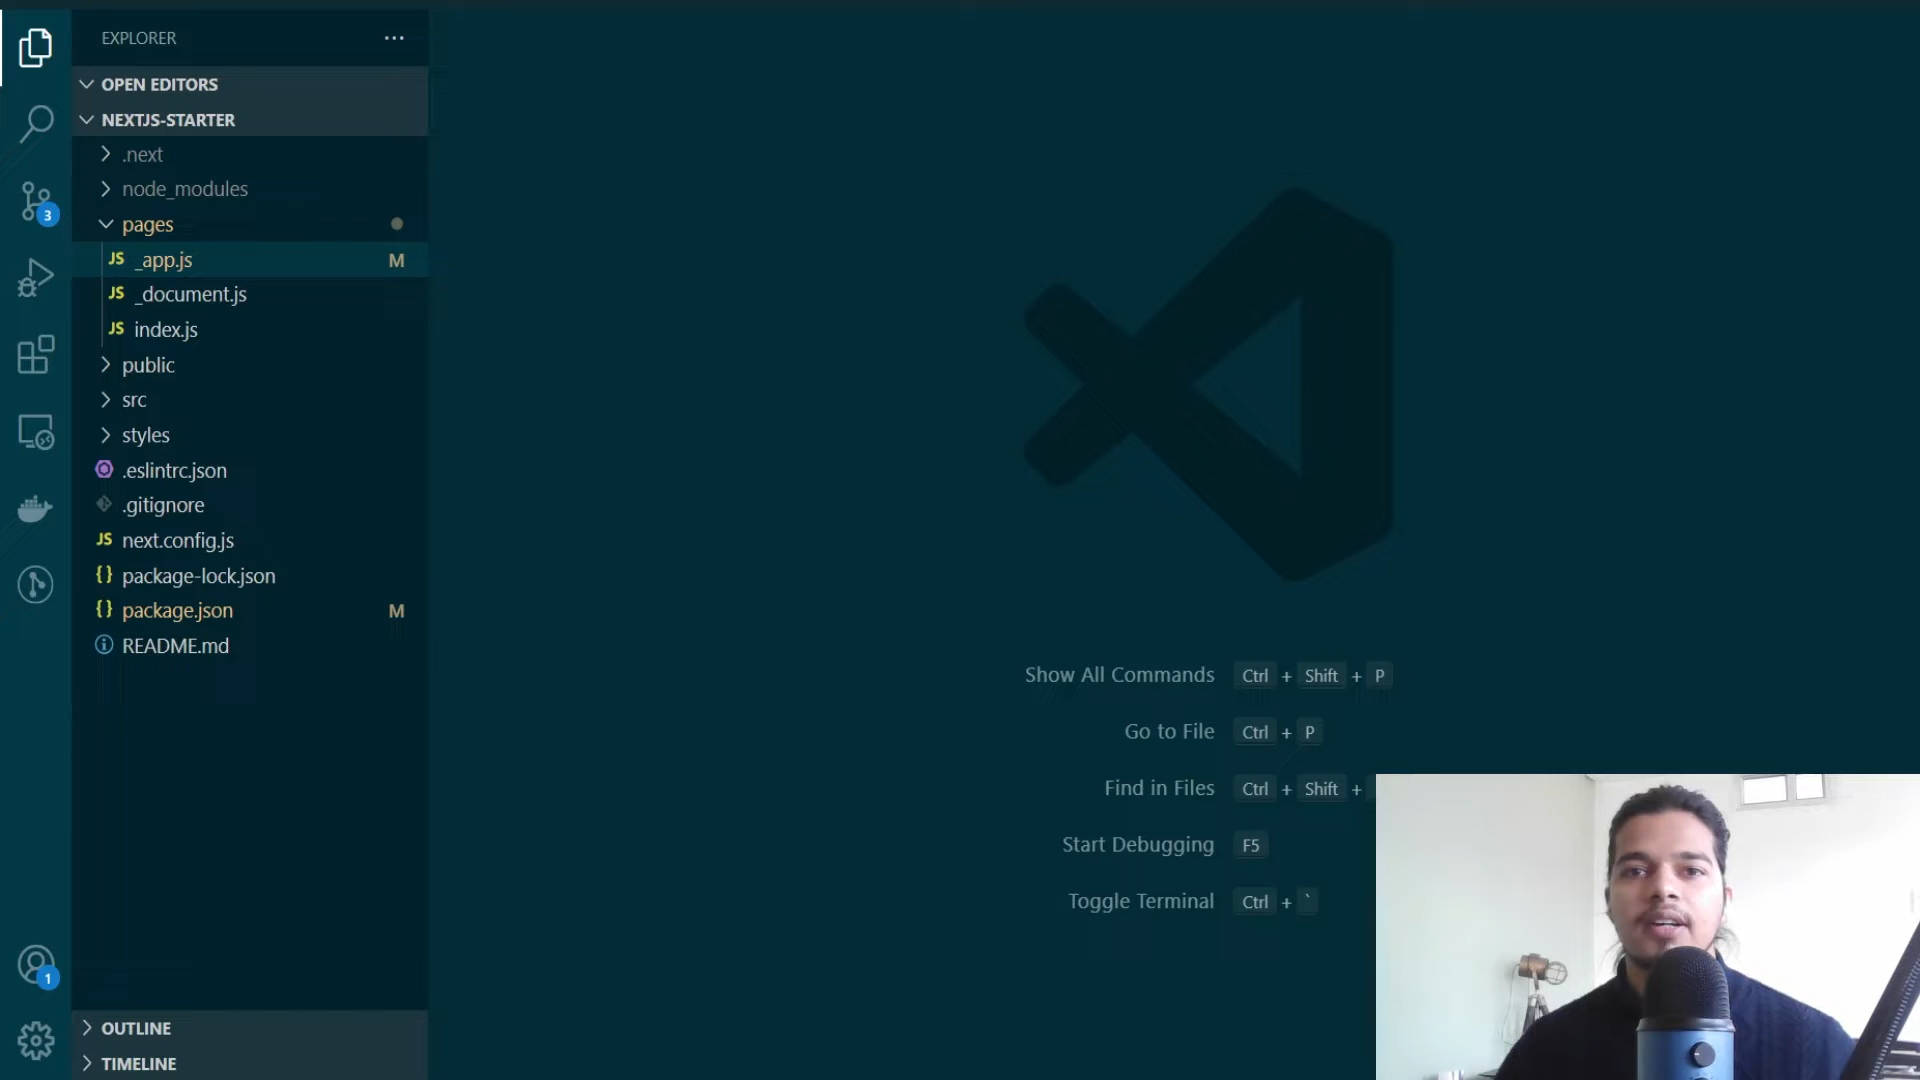 EXPLORER
OPEN EDITORS
NEXTJS-STARTER
.next
node_modules
3
pages
JS _app.js M
JS _document.js
JS index.js
public
src
styles
.eslintrc.json
.gitignore
JS next.config.js
{} package-lock.json
{} package.json M
README.md
Show All Commands Ctrl + Shift + P
Go to File Ctrl + P
Find in Files Ctrl + Shift +
Start Debugging F5
Toggle Terminal Ctrl + `
1
OUTLINE
TIMELINE